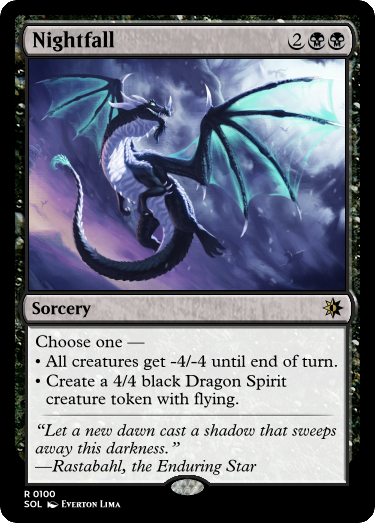 Nightfall 2
Sorcery
Choose one —
• All creatures get -4/-4 until end of turn.
• Create a 4/4 black Dragon Spirit
creature token with flying.
“Let a new dawn cast a shadow that sweeps
away this darkness.”
—Rastabahl, the Enduring Star
R 0100
SOL Everton Lima